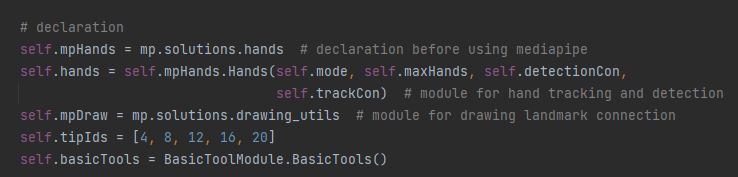 # declaration
self.mpHands = mp.solutions.hands  # declaration before using mediapipe
self.hands = self.mpHands.Hands(self.mode, self.maxHands, self.detectionCon,
                                self.trackCon)  # module for hand tracking and detection
self.mpDraw = mp.solutions.drawing_utils  # module for drawing landmark connection
self.tipIds = [4, 8, 12, 16, 20]
self.basicTools = BasicToolModule.BasicTools()